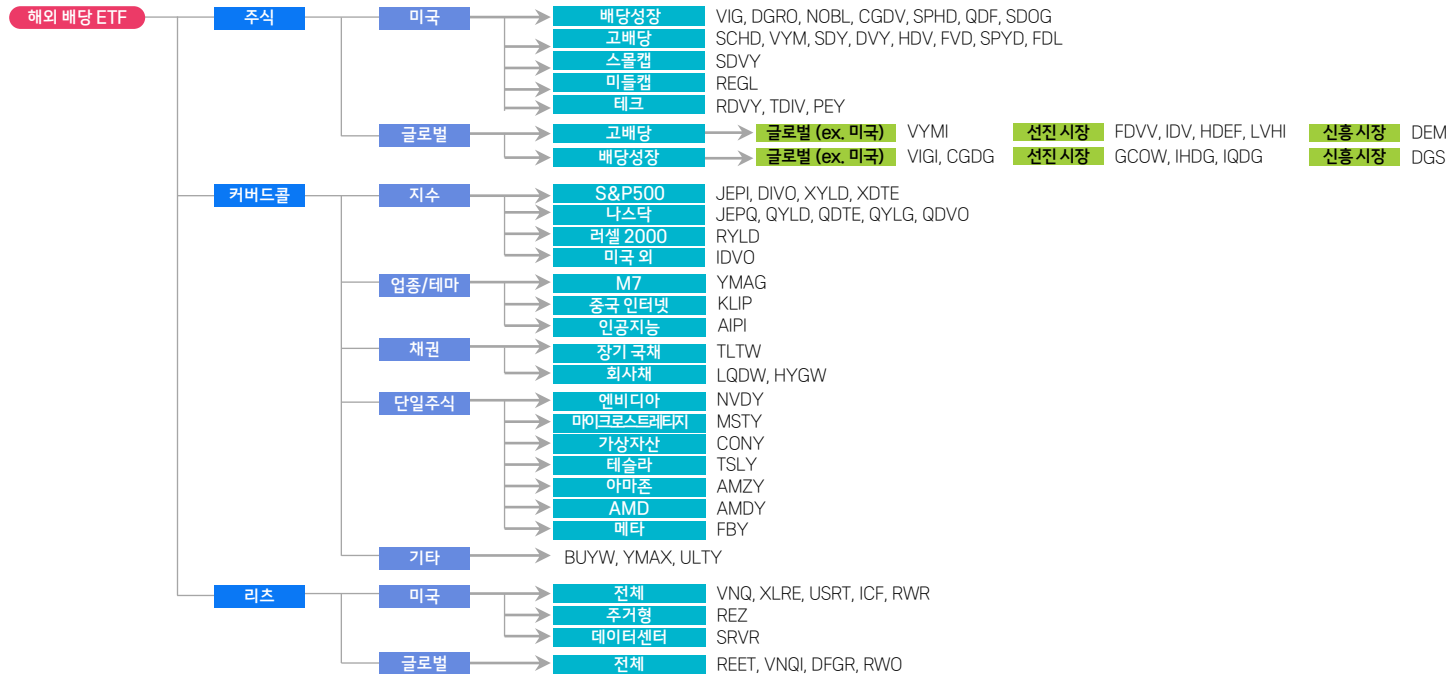 해외 배당 ETF 주식 미국 배당성장 VIG, DGRO, NOBL, CGDV, SPHD, QDF, SDOG
고배당 SCHD, VYM, SDY, DVY, HDV, FVD, SPYD, FDL
스몰캡 SDVY
미들캡 REGL
테크 RDVY, TDIV, PEY
글로벌 고배당 글로벌 (ex. 미국) VYMI 선진 시장 FDVV, IDV, HDEF, LVHI 신흥 시장 DEM
배당성장 글로벌 (ex. 미국) VIGI, CGDG 선진 시장 GCOW, IHDG, IQDG 신흥 시장 DGS
커버드콜 지수 S&P500 JEPI, DIVO, XYLD, XDTE
나스닥 JEPQ, QYLD, QDTE, QYLG, QDVO
러셀 2000 RYLD
미국 외 IDVO
업종/테마 M7 YMAG
중국 인터넷 KLIP
인공지능 AIPI
채권 장기 국채 TLTW
회사채 LQDW, HYGW
단일주식 엔비디아 NVDY
마이크로스트레티지 MSTY
가상자산 CONY
테슬라 TSLY
아마존 AMZY
AMD AMDY
메타 FBY
기타 BUYW, YMAX, ULTY
리츠 미국 전체 VNQ, XLRE, USRT, ICF, RWR
주거형 REZ
데이터센터 SRVR
글로벌 전체 REET, VNQI, DFGR, RWO